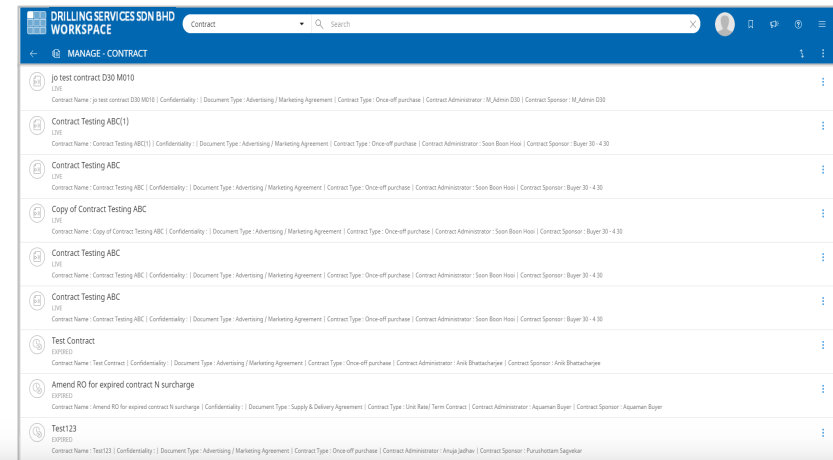 DRILLING SERVICES SDN BHD
WORKSPACE
Contract
Search
MANAGE - CONTRACT
jo test contract D30 M010
LIVE
Contract Name : jo test contract D30 M010 | Confidentiality : | Document Type : Advertising / Marketing Agreement | Contract Type : Once-off purchase | Contract Administrator : M_Admin D30 | Contract Sponsor : M_Admin D30
Contract Testing ABC(1)
LIVE
Contract Name : Contract Testing ABC(1) | Confidentiality : | Document Type : Advertising / Marketing Agreement | Contract Type : Once-off purchase | Contract Administrator : Soon Boon Hooi | Contract Sponsor : Buyer 30 - 4 30
Contract Testing ABC
LIVE
Contract Name : Contract Testing ABC | Confidentiality : | Document Type : Advertising / Marketing Agreement | Contract Type : Once-off purchase | Contract Administrator : Soon Boon Hooi | Contract Sponsor : Buyer 30 - 4 30
Copy of Contract Testing ABC
LIVE
Contract Name : Copy of Contract Testing ABC | Confidentiality : | Document Type : Advertising / Marketing Agreement | Contract Type : Once-off purchase | Contract Administrator : Soon Boon Hooi | Contract Sponsor : Buyer 30 - 4 30
Contract Testing ABC
LIVE
Contract Name : Contract Testing ABC | Confidentiality : | Document Type : Advertising / Marketing Agreement | Contract Type : Once-off purchase | Contract Administrator : Soon Boon Hooi | Contract Sponsor : Buyer 30 - 4 30
Contract Testing ABC
LIVE
Contract Name : Contract Testing ABC | Confidentiality : | Document Type : Advertising / Marketing Agreement | Contract Type : Once-off purchase | Contract Administrator : Soon Boon Hooi | Contract Sponsor : Buyer 30 - 4 30
Test Contract
EXPIRED
Contract Name : Test Contract | Confidentiality : | Document Type : Advertising / Marketing Agreement | Contract Type : Once-off purchase | Contract Administrator : Anik Bhattacharjee | Contract Sponsor : Anik Bhattacharjee
Amend RO for expired contract N surcharge
EXPIRED
Contract Name : Amend RO for expired contract N surcharge | Confidentiality : | Document Type : Supply & Delivery Agreement | Contract Type : Unit Rate/ Term Contract | Contract Administrator : Aquaman Buyer | Contract Sponsor : Aquaman Buyer
Test123
EXPIRED
Contract Name : Test123 | Confidentiality : | Document Type : Advertising / Marketing Agreement | Contract Type : Once-off purchase | Contract Administrator : Anuja Jadhav | Contract Sponsor : Purushottam Sagvekar